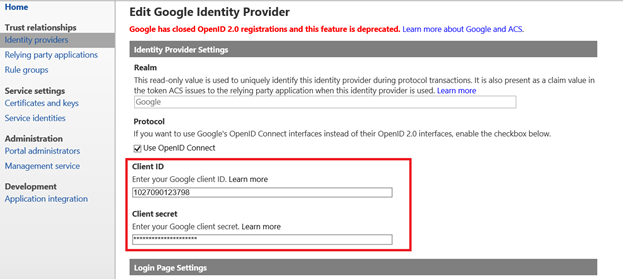 Home
Trust relationships
Identity providers
Relying party applications
Rule groups
Service settings
Certificates and keys
Service identities
Administration
Portal administrators
Management service
Development
Application integration
Edit Google Identity Provider
Google has closed OpenID 2.0 registrations and this feature is deprecated. Learn more about Google and ACS.
Identity Provider Settings
Realm
This read-only value is used to uniquely identify this identity provider during protocol transactions. It is also present as a claim value in
the token ACS issues to the relying party application when this identity provider is used. Learn more
Google
Protocol
If you want to use Google's OpenID Connect interfaces instead of their OpenID 2.0 interfaces, enable the checkbox below.
Use OpenID Connect
Client ID
Enter your Google client ID. Learn more
1027090123798
Client secret
Enter your Google client secret. Learn more
********************
Login Page Settings